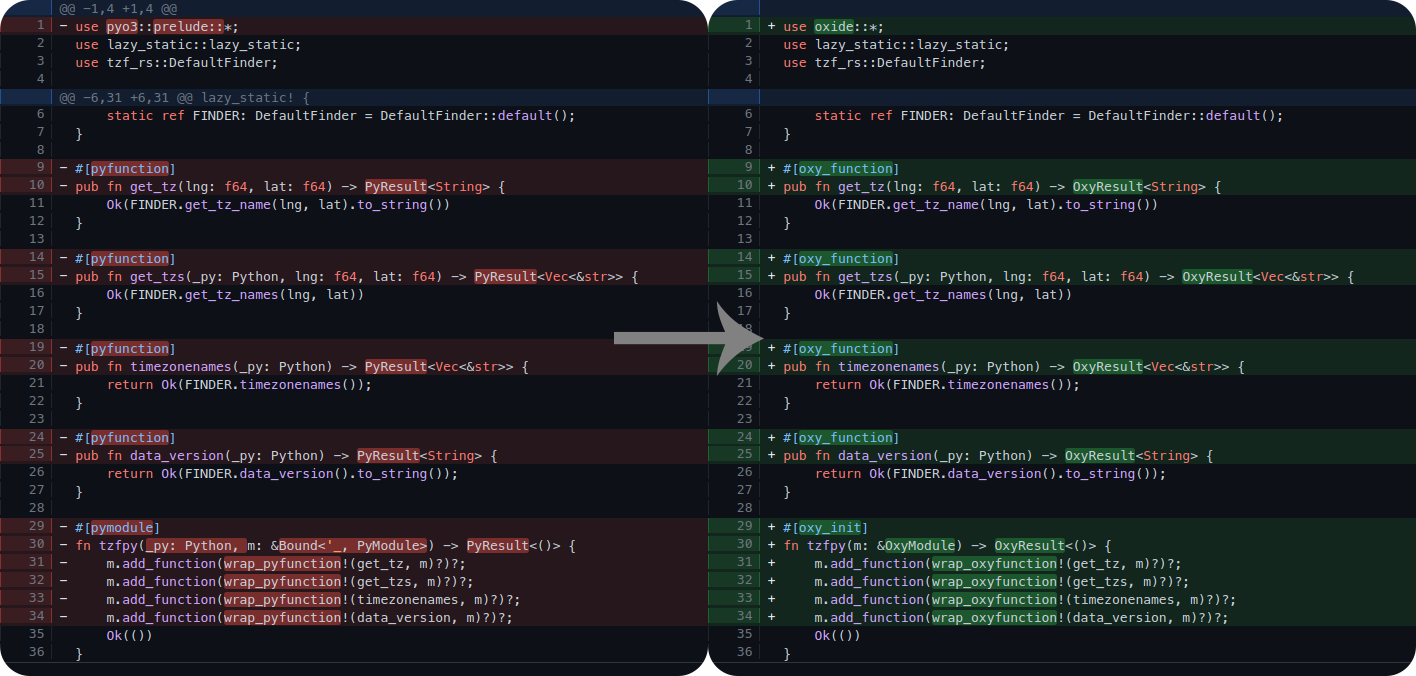 @@ −1,4 +1,4 @@
1 − use pyo3::prelude::*;
2 use lazy_static::lazy_static;
3 use tzf_rs::DefaultFinder;
4
@@ −6,31 +6,31 @@ lazy_static! {
6 static ref FINDER: DefaultFinder = DefaultFinder::default();
7 }
8
9 − #[pyfunction]
10 − pub fn get_tz(lng: f64, lat: f64) −> PyResult<String> {
11 Ok(FINDER.get_tz_name(lng, lat).to_string())
12 }
13
14 − #[pyfunction]
15 − pub fn get_tzs(_py: Python, lng: f64, lat: f64) −> PyResult<Vec<&str>> {
16 Ok(FINDER.get_tz_names(lng, lat))
17 }
18
19 − #[pyfunction]
20 − pub fn timezonenames(_py: Python) −> PyResult<Vec<&str>> {
21 return Ok(FINDER.timezonenames());
22 }
23
24 − #[pyfunction]
25 − pub fn data_version(_py: Python) −> PyResult<String> {
26 return Ok(FINDER.data_version().to_string());
27 }
28
29 − #[pymodule]
30 − fn tzfpy(_py: Python, m: &Bound<'_, PyModule>) −> PyResult<()> {
31 − m.add_function(wrap_pyfunction!(get_tz, m)?)?;
32 − m.add_function(wrap_pyfunction!(get_tzs, m)?)?;
33 − m.add_function(wrap_pyfunction!(timezonenames, m)?)?;
34 − m.add_function(wrap_pyfunction!(data_version, m)?)?;
35 Ok(())
36 }
1 + use oxide::*;
2 use lazy_static::lazy_static;
3 use tzf_rs::DefaultFinder;
4
6 static ref FINDER: DefaultFinder = DefaultFinder::default();
7 }
8
9 + #[oxy_function]
10 + pub fn get_tz(lng: f64, lat: f64) −> OxyResult<String> {
11 Ok(FINDER.get_tz_name(lng, lat).to_string())
12 }
13
14 + #[oxy_function]
15 + pub fn get_tzs(_py: Python, lng: f64, lat: f64) −> OxyResult<Vec<&str>> {
16 Ok(FINDER.get_tz_names(lng, lat))
17 }
18
19 + #[oxy_function]
20 + pub fn timezonenames(_py: Python) −> OxyResult<Vec<&str>> {
21 return Ok(FINDER.timezonenames());
22 }
23
24 + #[oxy_function]
25 + pub fn data_version(_py: Python) −> OxyResult<String> {
26 return Ok(FINDER.data_version().to_string());
27 }
28
29 + #[oxy_init]
30 + fn tzfpy(m: &OxyModule) −> OxyResult<()> {
31 + m.add_function(wrap_oxyfunction!(get_tz, m)?)?;
32 + m.add_function(wrap_oxyfunction!(get_tzs, m)?)?;
33 + m.add_function(wrap_oxyfunction!(timezonenames, m)?)?;
34 + m.add_function(wrap_oxyfunction!(data_version, m)?)?;
35 Ok(())
36 }